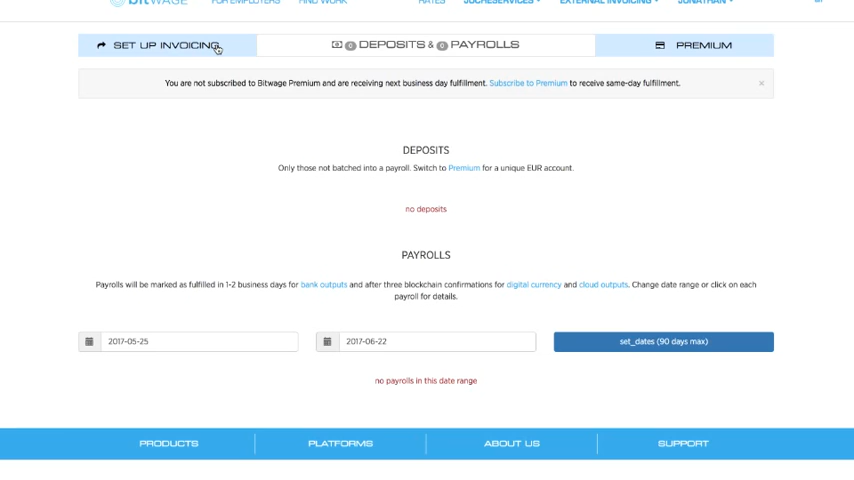 bitwage FOR EMPLOYERS FIND WORK RATES EXTERNAL INVOICING JONATHAN
SET UP INVOICING 0 DEPOSITS & 0 PAYROLLS PREMIUM
You are not subscribed to Bitwage Premium and are receiving next business day fulfillment. Subscribe to Premium to receive same-day fulfillment. ×
DEPOSITS
Only those not batched into a payroll. Switch to Premium for a unique EUR account.
no deposits
PAYROLLS
Payrolls will be marked as fulfilled in 1-2 business days for bank outputs and after three blockchain confirmations for digital currency and cloud outputs. Change date range or click on each
payroll for details.
2017-05-25 2017-06-22 set_dates (90 days max)
no payrolls in this date range
PRODUCTS PLATFORMS ABOUT US SUPPORT